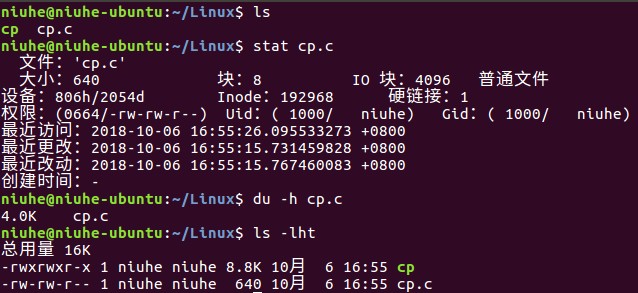 niuhe@niuhe-ubuntu:~/Linux$ ls
cp  cp.c
niuhe@niuhe-ubuntu:~/Linux$ stat cp.c
  文件：'cp.c'
  大小：640       	块：8          IO 块：4096   普通文件
设备：806h/2054d	Inode：192968      硬链接：1
权限：(0664/-rw-rw-r--)  Uid：( 1000/   niuhe)   Gid：( 1000/   niuhe)
最近访问：2018-10-06 16:55:26.095533273 +0800
最近更改：2018-10-06 16:55:15.731459828 +0800
最近改动：2018-10-06 16:55:15.767460083 +0800
创建时间：-
niuhe@niuhe-ubuntu:~/Linux$ du -h cp.c
4.0K	cp.c
niuhe@niuhe-ubuntu:~/Linux$ ls -lht
总用量 16K
-rwxrwxr-x 1 niuhe niuhe 8.8K 10月  6 16:55 cp
-rw-rw-r-- 1 niuhe niuhe  640 10月  6 16:55 cp.c